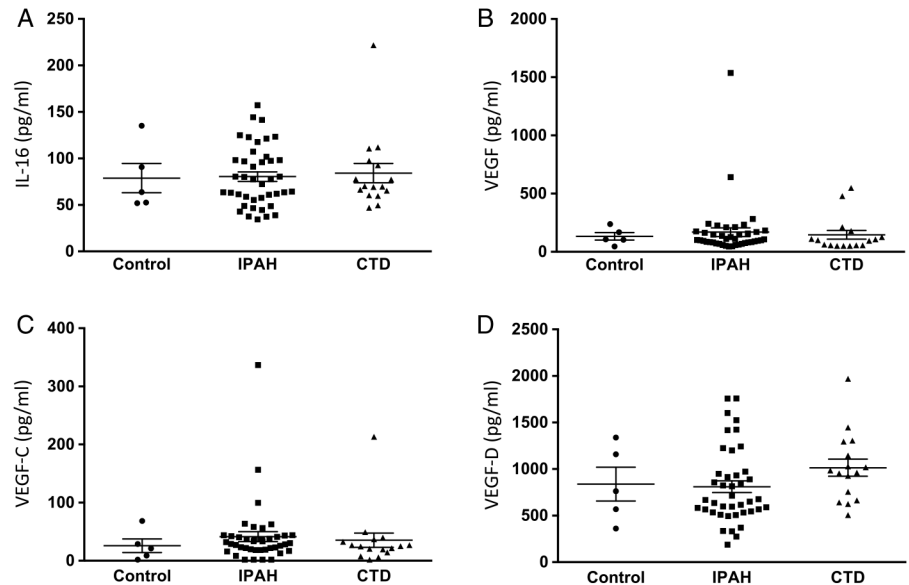 A
IL-16 (pg/ml)
250
200
150
100
50
0
Control IPAH CTD
B
VEGF (pg/ml)
2000
1500
1000
500
0
Control IPAH CTD
C
VEGF-C (pg/ml)
400
300
200
100
0
Control IPAH CTD
D
VEGF-D (pg/ml)
2500
2000
1500
1000
500
0
Control IPAH CTD